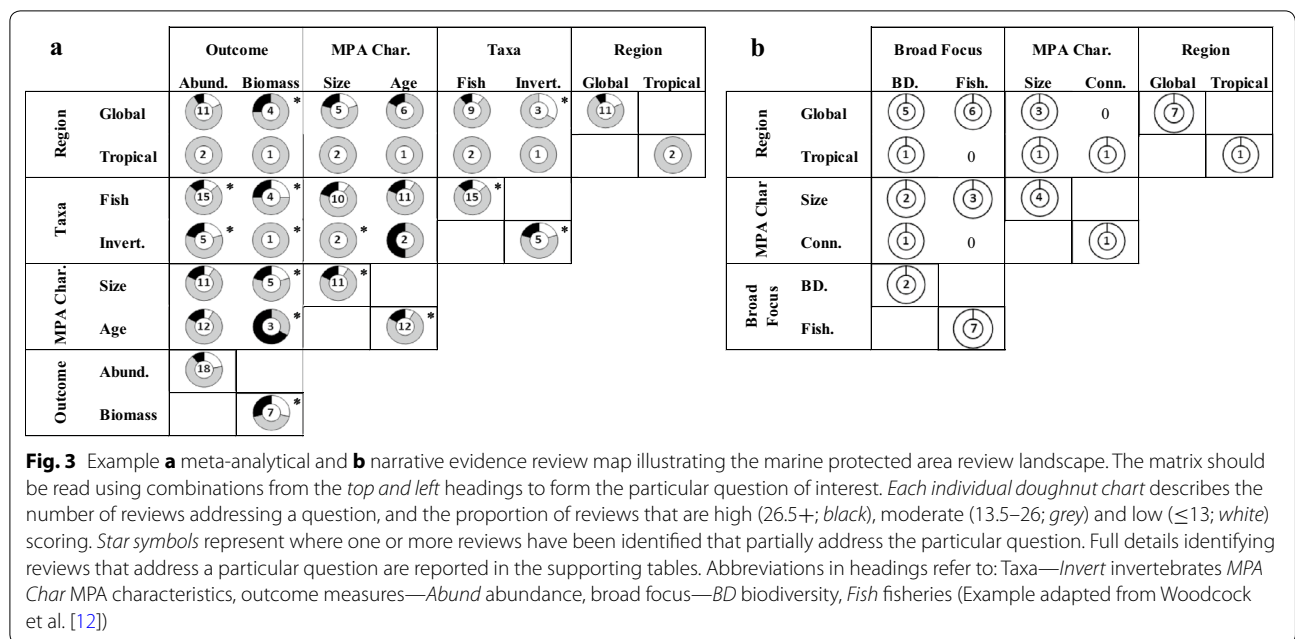 a
Outcome MPA Char. Taxa Region
Abund. Biomass Size Age Fish Invert. Global Tropical
Region
Global 11 4 * 5 6 9 3 * 11
Tropical 2 1 2 1 2 1 2
Taxa
Fish 15 * 4 * 10 11 15 *
Invert. 5 * 1 * 2 * 2 5 *
MPA Char.
Size 11 5 * 11 *
Age 12 3 * 12 *
Outcome
Abund. 18
Biomass 7 *
b
Broad Focus MPA Char. Region
BD. Fish. Size Conn. Global Tropical
Region
Global 5 6 3 0 7
Tropical 1 0 1 1 1
MPA Char
Size 2 3 4
Conn. 1 0 1
Broad
Focus
BD. 2
Fish. 7
Fig. 3 Example a meta-analytical and b narrative evidence review map illustrating the marine protected area review landscape. The matrix should
be read using combinations from the top and left headings to form the particular question of interest. Each individual doughnut chart describes the
number of reviews addressing a question, and the proportion of reviews that are high (26.5+; black), moderate (13.5–26; grey) and low (≤13; white)
scoring. Star symbols represent where one or more reviews have been identified that partially address the particular question. Full details identifying
reviews that address a particular question are reported in the supporting tables. Abbreviations in headings refer to: Taxa—Invert invertebrates MPA
Char MPA characteristics, outcome measures—Abund abundance, broad focus—BD biodiversity, Fish fisheries (Example adapted from Woodcock
et al. [12])